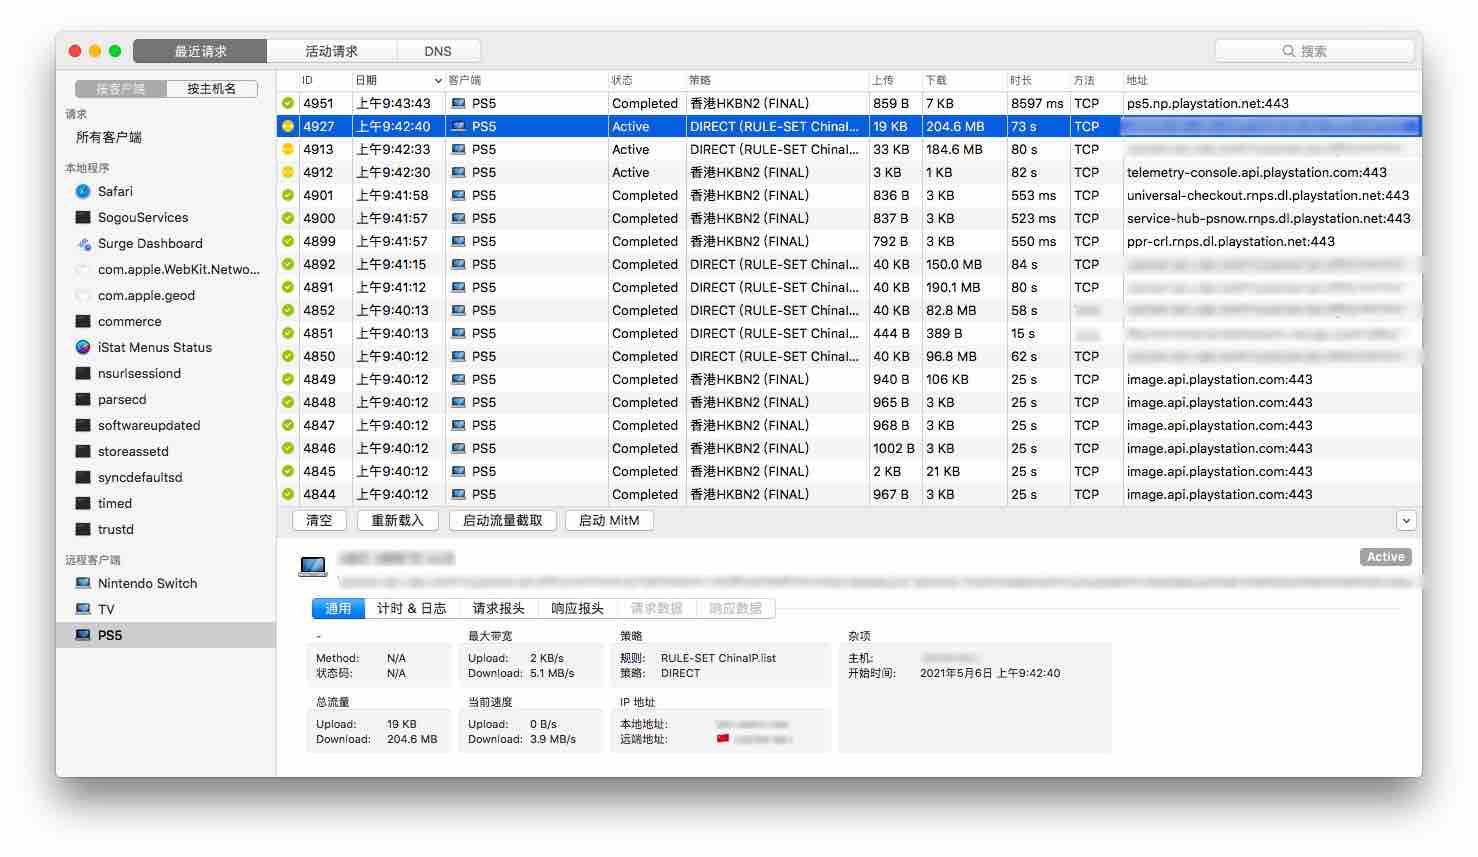 最近请求 活动请求 DNS 搜索
按客户端 按主机名
请求
所有客户端
本地程序
Safari
SogouServices
Surge Dashboard
com.apple.WebKit.Netwo...
com.apple.geod
commerce
iStat Menus Status
nsurlsessiond
parsecd
softwareupdated
storeassetd
syncdefaultsd
timed
trustd
远程客户端
Nintendo Switch
TV
PS5
ID 日期 客户端 状态 策略 上传 下载 时长 方法 地址
4951 上午9:43:43 PS5 Completed 香港HKBN2 (FINAL) 859 B 7 KB 8597 ms TCP ps5.np.playstation.net:443
4927 上午9:42:40 PS5 Active DIRECT (RULE-SET ChinaI... 19 KB 204.6 MB 73 s TCP
4913 上午9:42:33 PS5 Active DIRECT (RULE-SET ChinaI... 33 KB 184.6 MB 80 s TCP
4912 上午9:42:30 PS5 Active 香港HKBN2 (FINAL) 3 KB 1 KB 82 s TCP telemetry-console.api.playstation.com:443
4901 上午9:41:58 PS5 Completed 香港HKBN2 (FINAL) 836 B 3 KB 553 ms TCP universal-checkout.rnps.dl.playstation.net:443
4900 上午9:41:57 PS5 Completed 香港HKBN2 (FINAL) 837 B 3 KB 523 ms TCP service-hub-psnow.rnps.dl.playstation.net:443
4899 上午9:41:57 PS5 Completed 香港HKBN2 (FINAL) 792 B 3 KB 550 ms TCP ppr-crl.rnps.dl.playstation.net:443
4892 上午9:41:15 PS5 Completed DIRECT (RULE-SET ChinaI... 40 KB 150.0 MB 84 s TCP
4891 上午9:41:12 PS5 Completed DIRECT (RULE-SET ChinaI... 40 KB 190.1 MB 80 s TCP
4852 上午9:40:13 PS5 Completed DIRECT (RULE-SET ChinaI... 40 KB 82.8 MB 58 s
4851 上午9:40:13 PS5 Completed DIRECT (RULE-SET ChinaI... 444 B 389 B 15 s
4850 上午9:40:12 PS5 Completed DIRECT (RULE-SET ChinaI... 40 KB 96.8 MB 62 s TCP
4849 上午9:40:12 PS5 Completed 香港HKBN2 (FINAL) 940 B 106 KB 25 s TCP image.api.playstation.com:443
4848 上午9:40:12 PS5 Completed 香港HKBN2 (FINAL) 965 B 3 KB 25 s TCP image.api.playstation.com:443
4847 上午9:40:12 PS5 Completed 香港HKBN2 (FINAL) 968 B 3 KB 25 s TCP image.api.playstation.com:443
4846 上午9:40:12 PS5 Completed 香港HKBN2 (FINAL) 1002 B 3 KB 25 s TCP image.api.playstation.com:443
4845 上午9:40:12 PS5 Completed 香港HKBN2 (FINAL) 2 KB 21 KB 25 s TCP image.api.playstation.com:443
4844 上午9:40:12 PS5 Completed 香港HKBN2 (FINAL) 967 B 3 KB 25 s TCP image.api.playstation.com:443
清空 重新载入 启动流量截取 启动 MitM
Active
通用 计时 & 日志 请求报头 响应报头 请求数据 响应数据
- 最大带宽 策略 杂项
Method: N/A Upload: 2 KB/s 规则: RULE-SET ChinaIP.list 主机:
状态码: N/A Download: 5.1 MB/s 策略: DIRECT 开始时间: 2021年5月6日 上午9:42:40
总流量 当前速度 IP 地址
Upload: 19 KB Upload: 0 B/s 本地地址:
Download: 204.6 MB Download: 3.9 MB/s 远端地址: